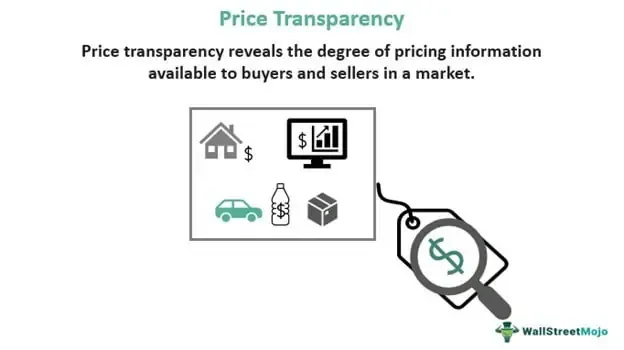 Price Transparency
Price transparency reveals the degree of pricing information
available to buyers and sellers in a market.
$
$
$
$
WallStreetMojo